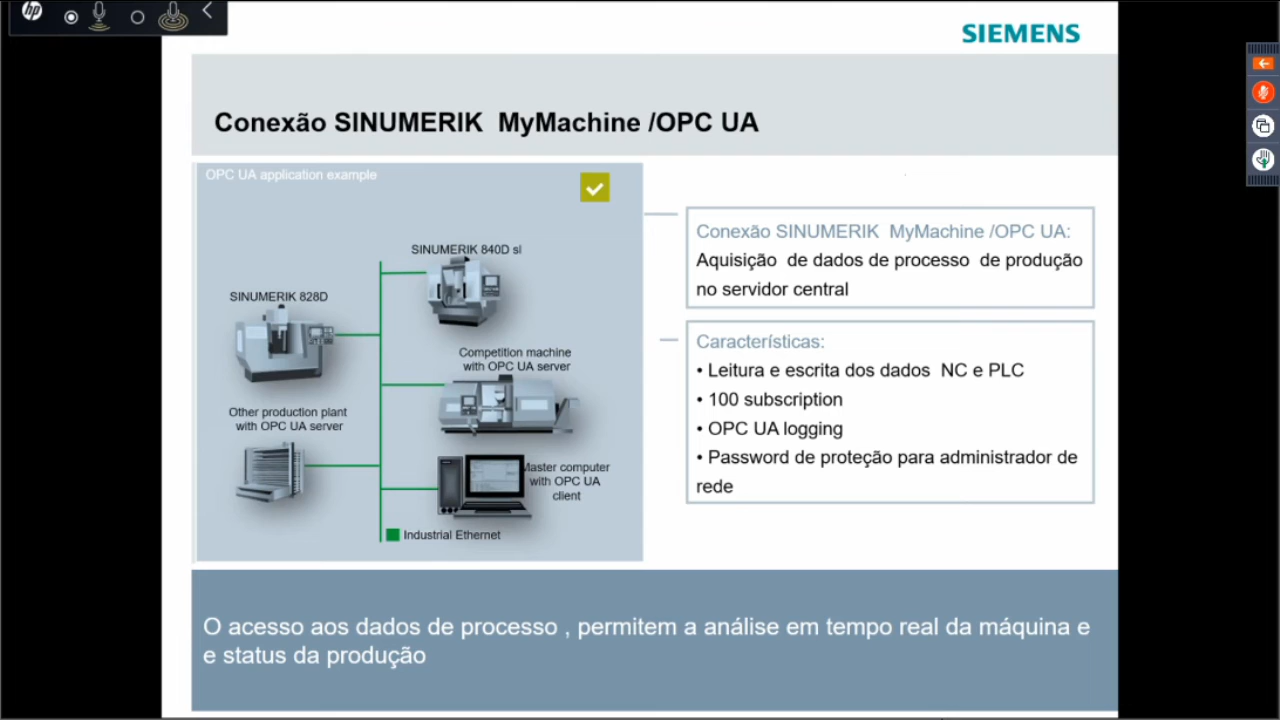 hp
SIEMENS
Conexão SINUMERIK MyMachine /OPC UA
OPC UA application example
SINUMERIK 840D sl
SINUMERIK 828D
Competition machine
with OPC UA server
Other production plant
with OPC UA server
Master computer
with OPC UA
client
Industrial Ethernet
Conexão SINUMERIK MyMachine /OPC UA:
Aquisição de dados de processo de produção
no servidor central
Características:
• Leitura e escrita dos dados NC e PLC
• 100 subscription
• OPC UA logging
• Password de proteção para administrador de
rede
O acesso aos dados de processo , permitem a análise em tempo real da máquina e
e status da produção